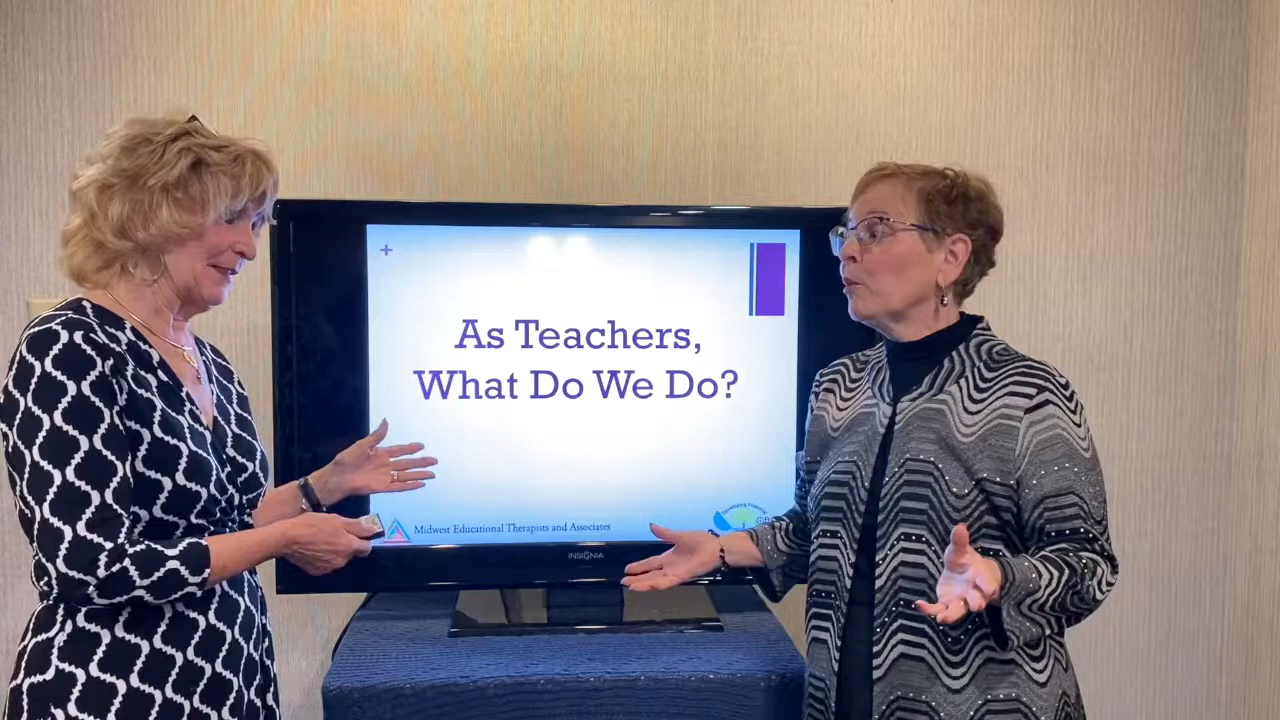 +
As Teachers,
What Do We Do?
Midwest Educational Therapists and Associates
INSIGNIA